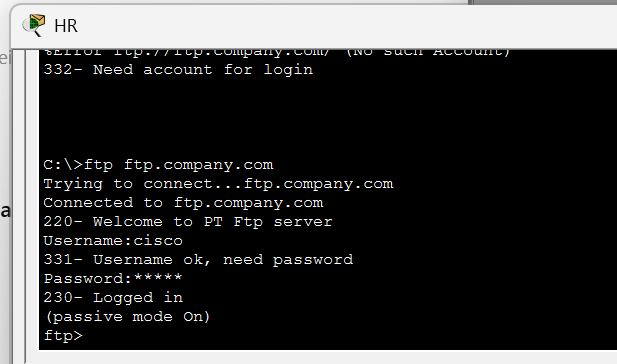 HR
%Error ftp://ftp.company.com/ (No such Account)
332- Need account for login
C:\>ftp ftp.company.com
Trying to connect...ftp.company.com
Connected to ftp.company.com
220- Welcome to PT Ftp server
Username:cisco
331- Username ok, need password
Password:*****
230- Logged in
(passive mode On)
ftp>